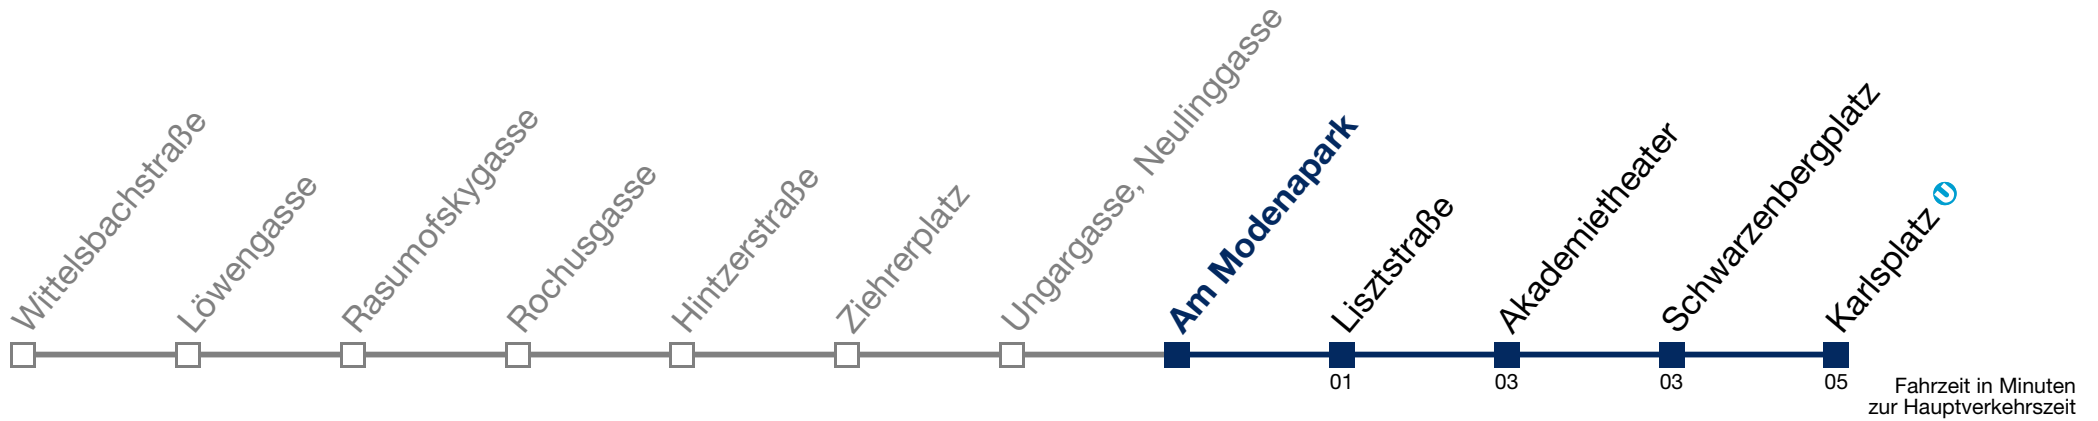 Wittelsbachstraße
Löwengasse
Rasumofskygasse
Rochusgasse
Hintzerstraße
Ziehrerplatz
Ungargasse, Neulinggasse
Am Modenapark
Lisztstraße
Akademietheater
Schwarzenbergplatz
Karlsplatz U
01
03
03
05
Fahrzeit in Minuten
zur Hauptverkehrszeit